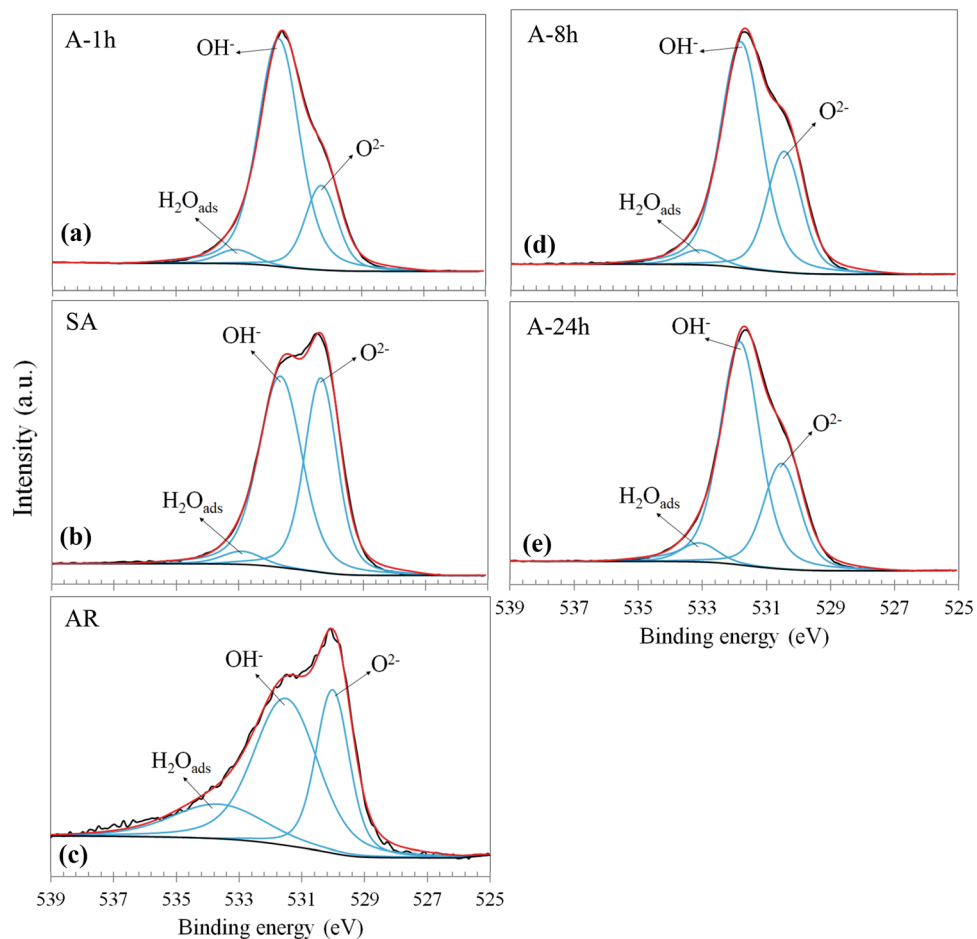 A-1h
OH⁻
O²⁻
H₂Oads
(a)
SA
OH⁻
O²⁻
H₂Oads
(b)
AR
OH⁻
O²⁻
H₂Oads
(c)
539 537 535 533 531 529 527 525
Binding energy (eV)
Intensity (a.u.)
A-8h
OH⁻
O²⁻
H₂Oads
(d)
A-24h
OH⁻
O²⁻
H₂Oads
(e)
539 537 535 533 531 529 527 525
Binding energy (eV)